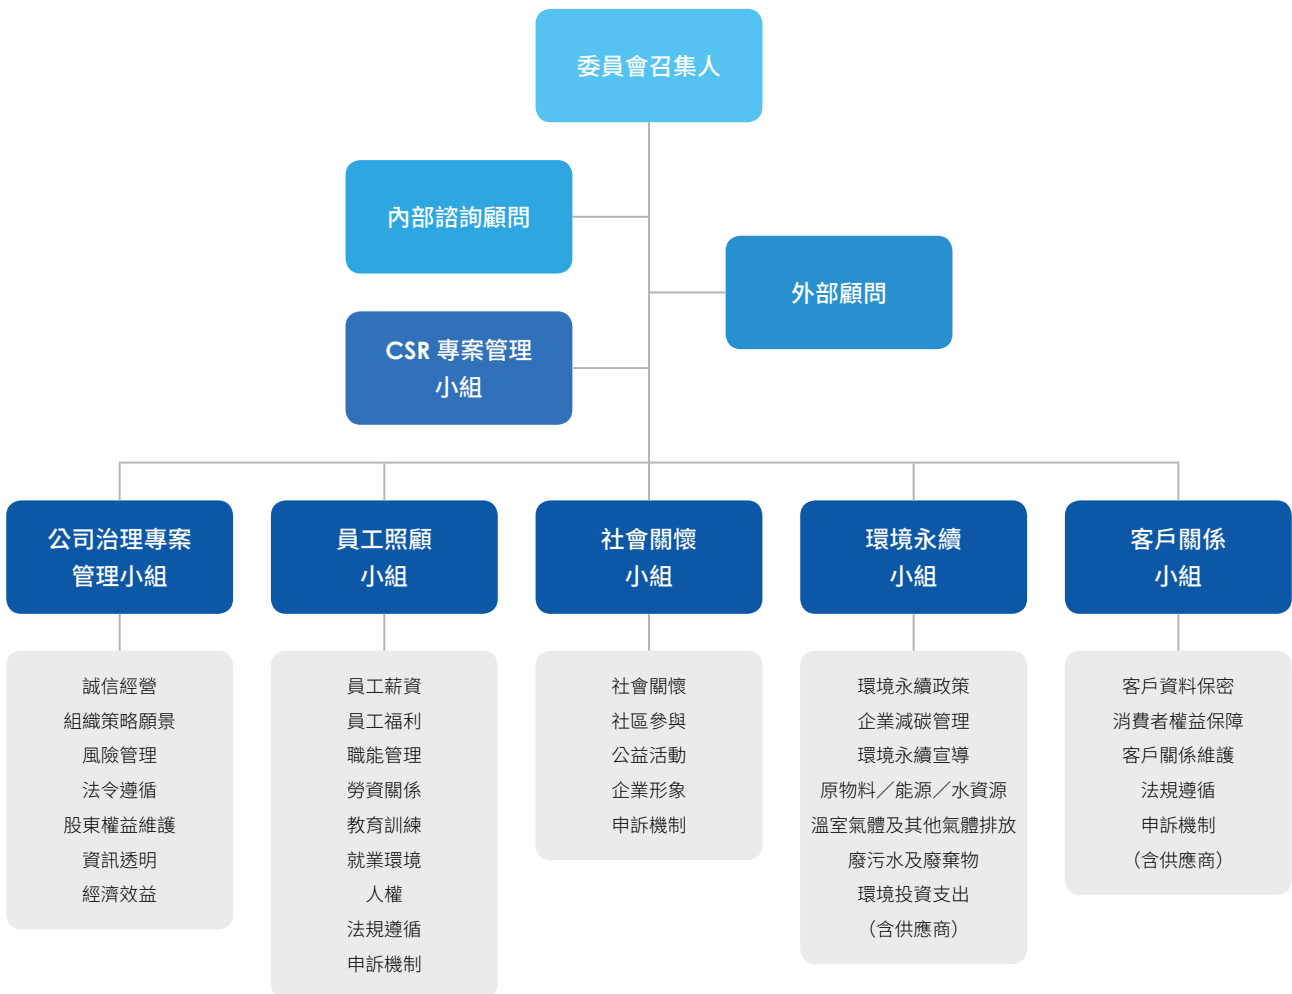 委員會召集人
內部諮詢顧問
外部顧問
CSR 專案管理
小組
公司治理專案
管理小組
誠信經營
組織策略願景
風險管理
法令遵循
股東權益維護
資訊透明
經濟效益
員工照顧
小組
員工薪資
員工福利
職能管理
勞資關係
教育訓練
就業環境
人權
法規遵循
申訴機制
社會關懷
小組
社會關懷
社區參與
公益活動
企業形象
申訴機制
環境永續
小組
環境永續政策
企業減碳管理
環境永續宣導
原物料／能源／水資源
溫室氣體及其他氣體排放
廢污水及廢棄物
環境投資支出
（含供應商）
客戶關係
小組
客戶資料保密
消費者權益保障
客戶關係維護
法規遵循
申訴機制
（含供應商）